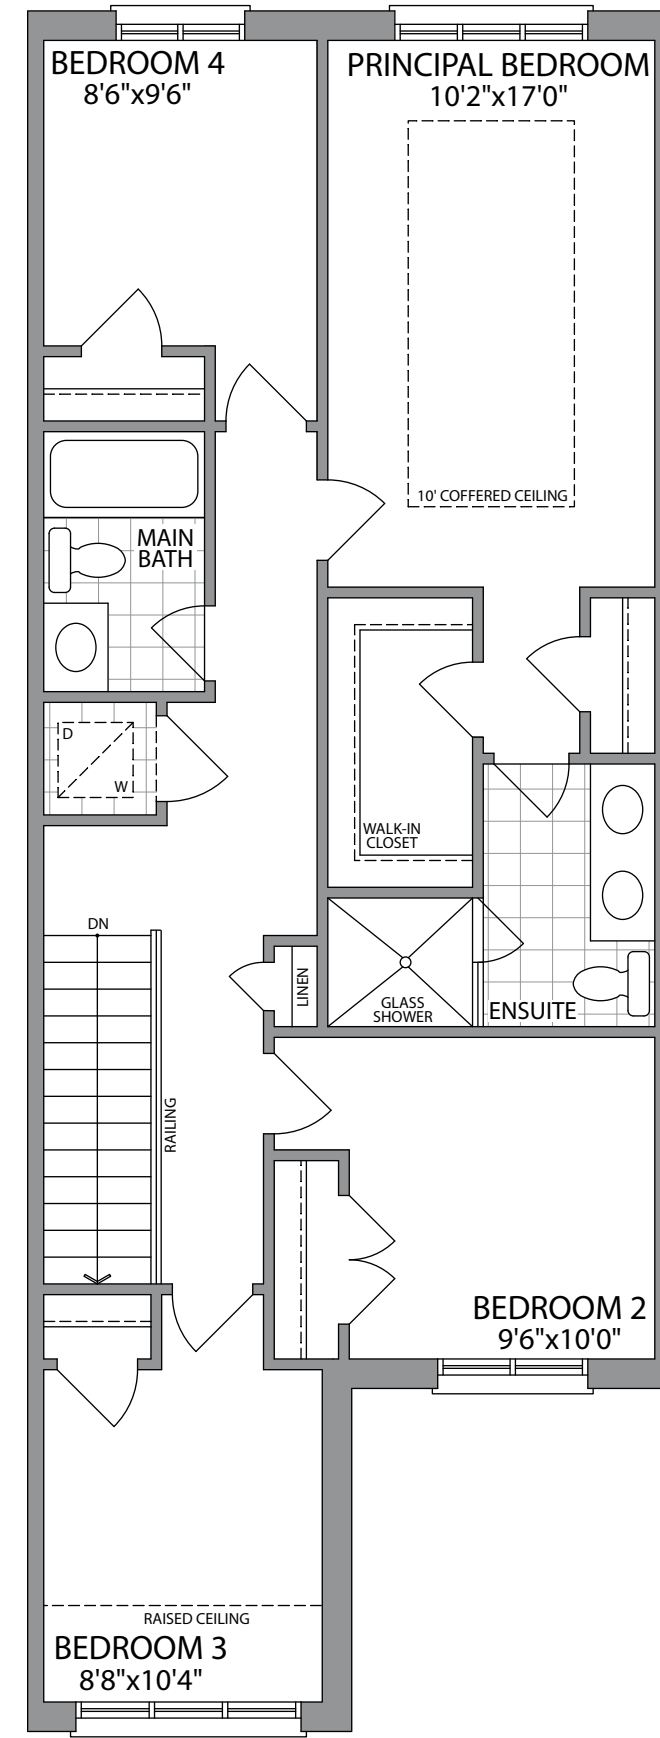 BEDROOM 4
8'6"x9'6"
PRINCIPAL BEDROOM
10'2"x17'0"
10' COFFERED CEILING
MAIN
BATH
D
W
WALK-IN
CLOSET
DN
LINEN
GLASS
SHOWER
ENSUITE
RAILING
BEDROOM 2
9'6"x10'0"
RAISED CEILING
BEDROOM 3
8'8"x10'4"